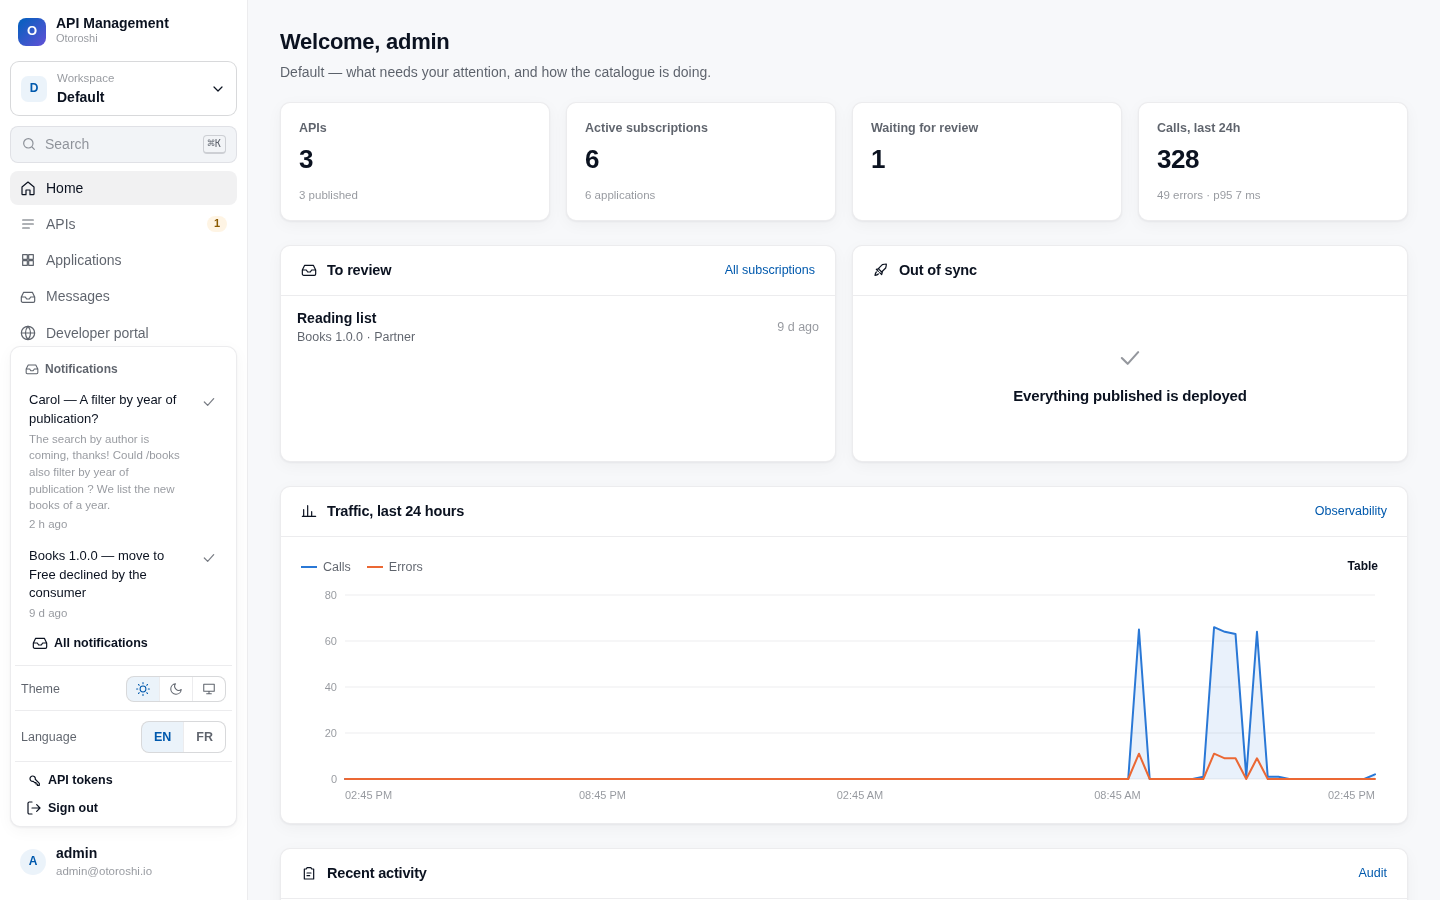 O
API Management
Otoroshi
D
Workspace
Default
Search
⌘K
Home
APIs
1
Applications
Messages
Developer portal
Notifications
Carol — A filter by year of
publication?
The search by author is
coming, thanks! Could /books
also filter by year of
publication ? We list the new
books of a year.
2 h ago
Books 1.0.0 — move to
Free declined by the
consumer
9 d ago
All notifications
Theme
Language
EN FR
API tokens
Sign out
A
admin
admin@otoroshi.io
Welcome, admin
Default — what needs your attention, and how the catalogue is doing.
APIs
3
3 published
Active subscriptions
6
6 applications
Waiting for review
1
Calls, last 24h
328
49 errors · p95 7 ms
To review
All subscriptions
Reading list
Books 1.0.0 · Partner
9 d ago
Out of sync
Everything published is deployed
Traffic, last 24 hours
Observability
Calls Errors
Table
80
60
40
20
0
02:45 PM 08:45 PM 02:45 AM 08:45 AM 02:45 PM
Recent activity
Audit